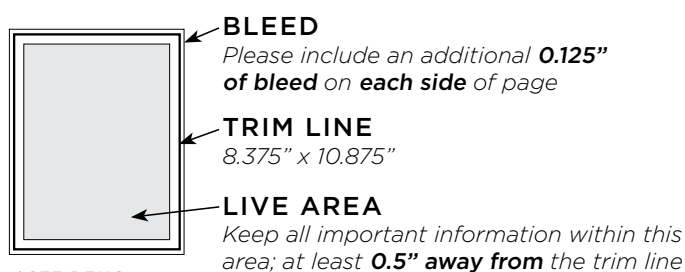 BLEED
Please include an additional 0.125”
of bleed on each side of page
TRIM LINE
8.375” x 10.875”
LIVE AREA
Keep all important information within this
area; at least 0.5” away from the trim line